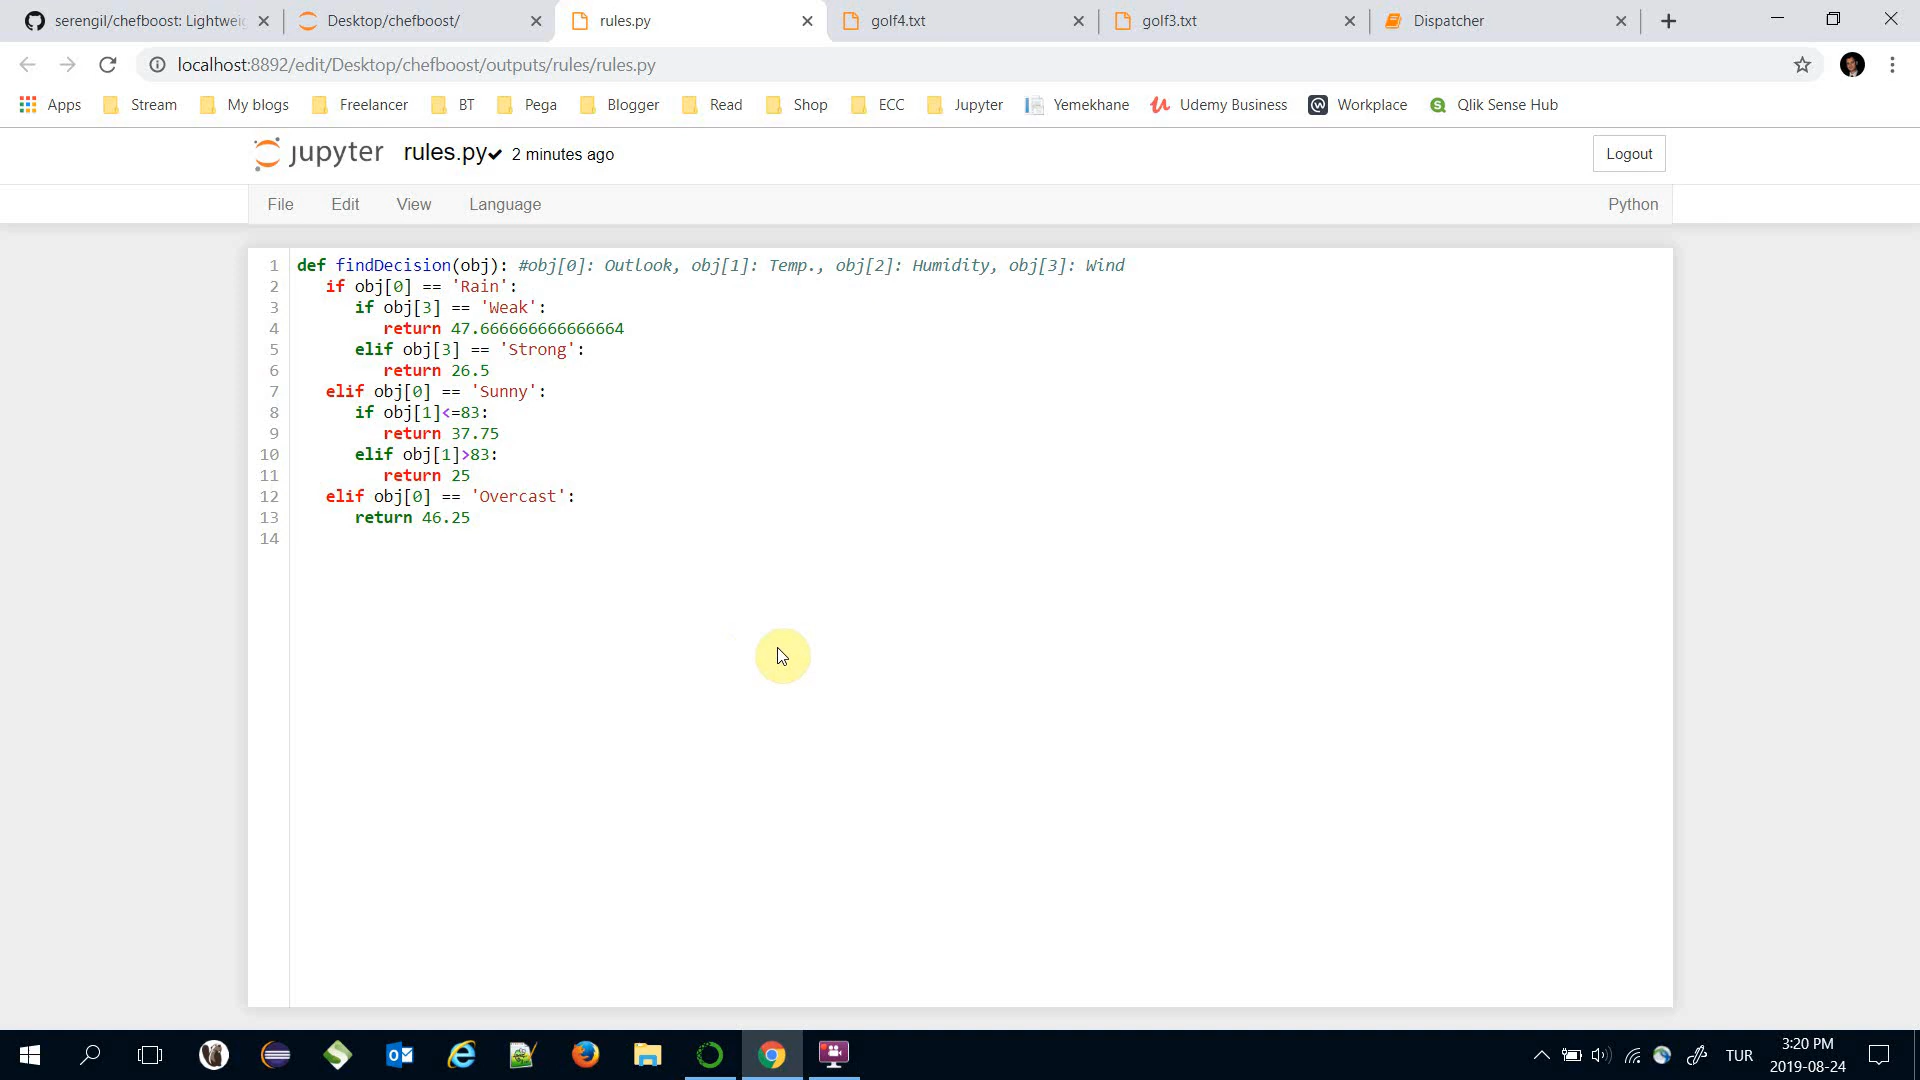 serengil/chefboost: Lightwei
Desktop/chefboost/
rules.py
golf4.txt
golf3.txt
Dispatcher
localhost:8892/edit/Desktop/chefboost/outputs/rules/rules.py
Apps
Stream
My blogs
Freelancer
BT
Pega
Blogger
Read
Shop
ECC
Jupyter
Yemekhane
Udemy Business
Workplace
Qlik Sense Hub
jupyter
rules.py
2 minutes ago
Logout
File
Edit
View
Language
Python
1 def findDecision(obj): #obj[0]: Outlook, obj[1]: Temp., obj[2]: Humidity, obj[3]: Wind
2 if obj[0] == 'Rain':
3 if obj[3] == 'Weak':
4 return 47.666666666666664
5 elif obj[3] == 'Strong':
6 return 26.5
7 elif obj[0] == 'Sunny':
8 if obj[1]<=83:
9 return 37.75
10 elif obj[1]>83:
11 return 25
12 elif obj[0] == 'Overcast':
13 return 46.25
14
TUR
3:20 PM
2019-08-24